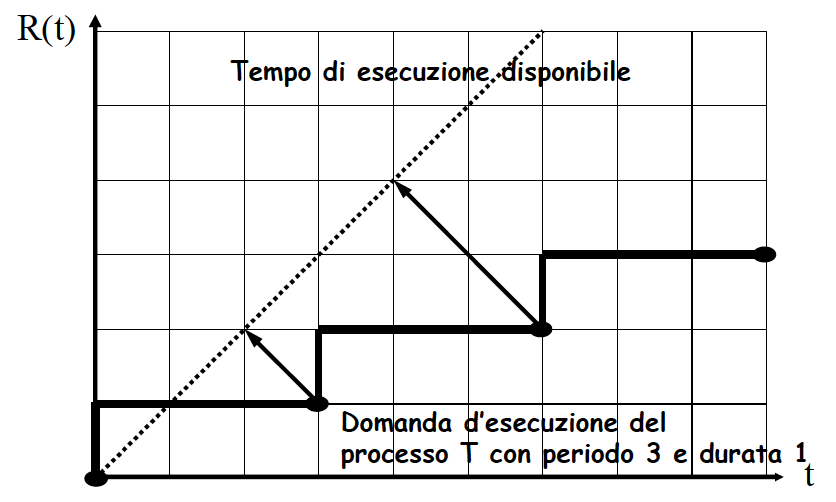 R(t)
Tempo di esecuzione disponibile
Domanda d'esecuzione del
processo T con periodo 3 e durata 1
t